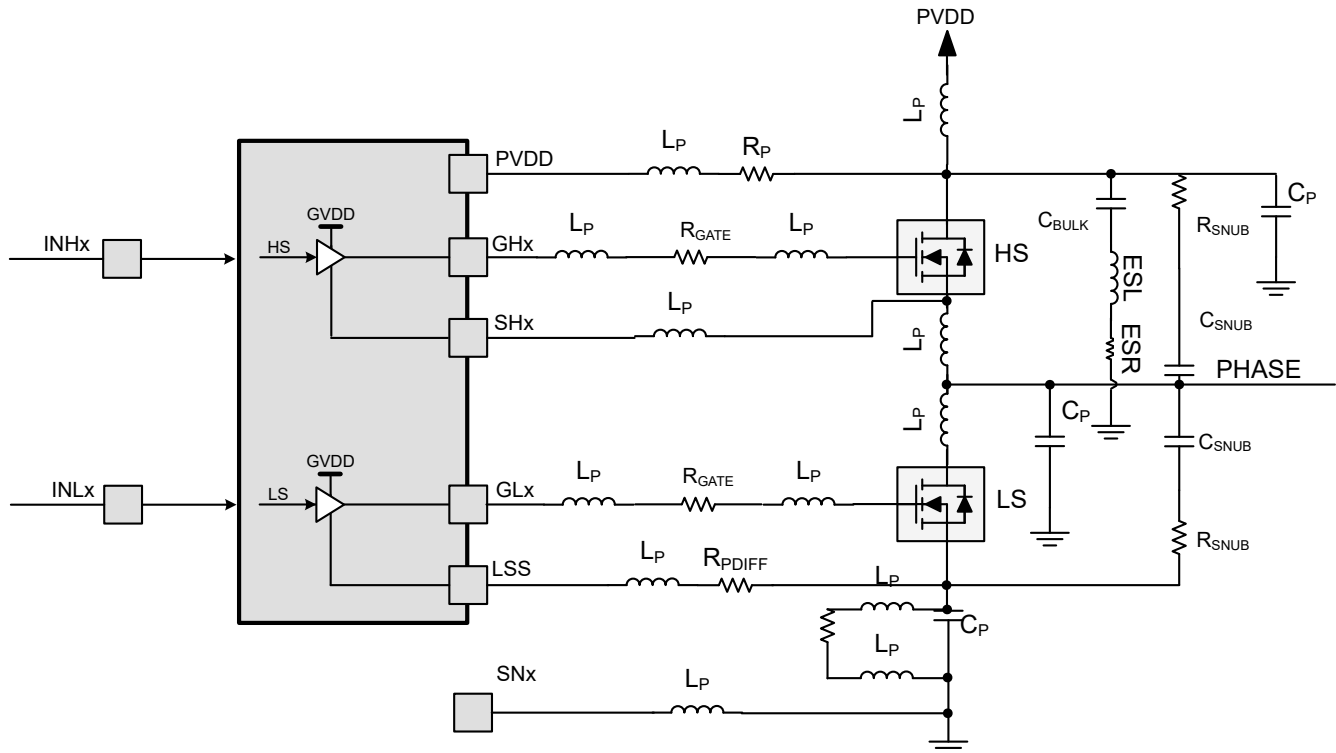 PVDD
LP
LP
RP
PVDD
CP
GVDD
LP
RGATE
LP
CBULK
RSNUB
INHx
HS
GHx
HS
ESL
SHx
LP
LP
CSNUB
ESR
PHASE
LP
CP
CSNUB
GVDD
LP
RGATE
LP
INLx
LS
GLx
LS
RSNUB
LSS
LP
RPDIFF
LP
CP
LP
SNx
LP